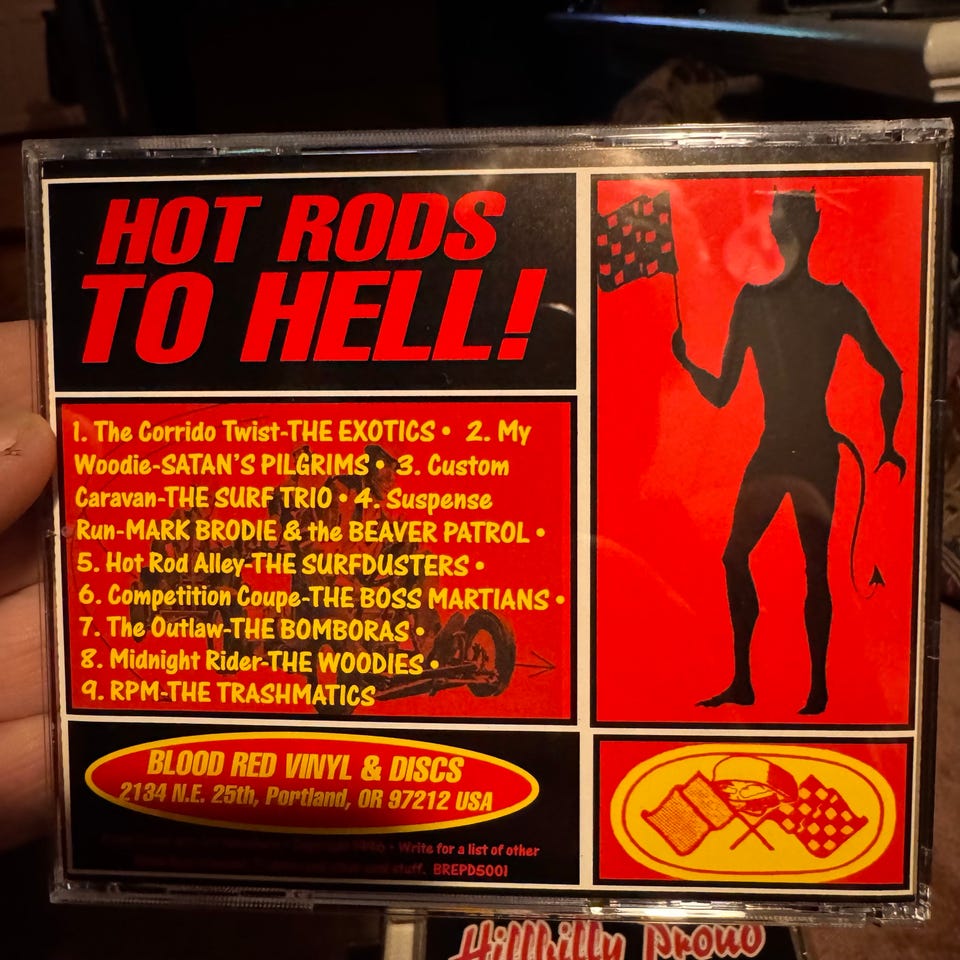 HOT RODS
TO HELL!
1. The Corrido Twist-THE EXOTICS • 2. My
Woodie-SATAN'S PILGRIMS • 3. Custom
Caravan-THE SURF TRIO • 4. Suspense
Run-MARK BRODIE & the BEAVER PATROL •
5. Hot Rod Alley-THE SURFDUSTERS •
6. Competition Coupe-THE BOSS MARTIANS •
7. The Outlaw-THE BOMBORAS •
8. Midnight Rider-THE WOODIES •
9. RPM-THE TRASHMATICS
BLOOD RED VINYL & DISCS
2134 N.E. 25th, Portland, OR 97212 USA
• Write for a list of other
stuff. BREPD5001
Hillbilly Proud